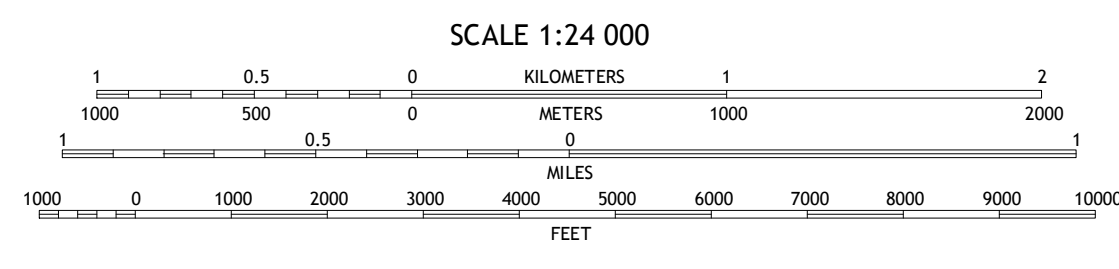 SCALE 1:24 000
1 0.5 0 KILOMETERS 1 2
1000 500 0 METERS 1000 2000
1 0.5 0 1
MILES
1000 0 1000 2000 3000 4000 5000 6000 7000 8000 9000 10000
FEET